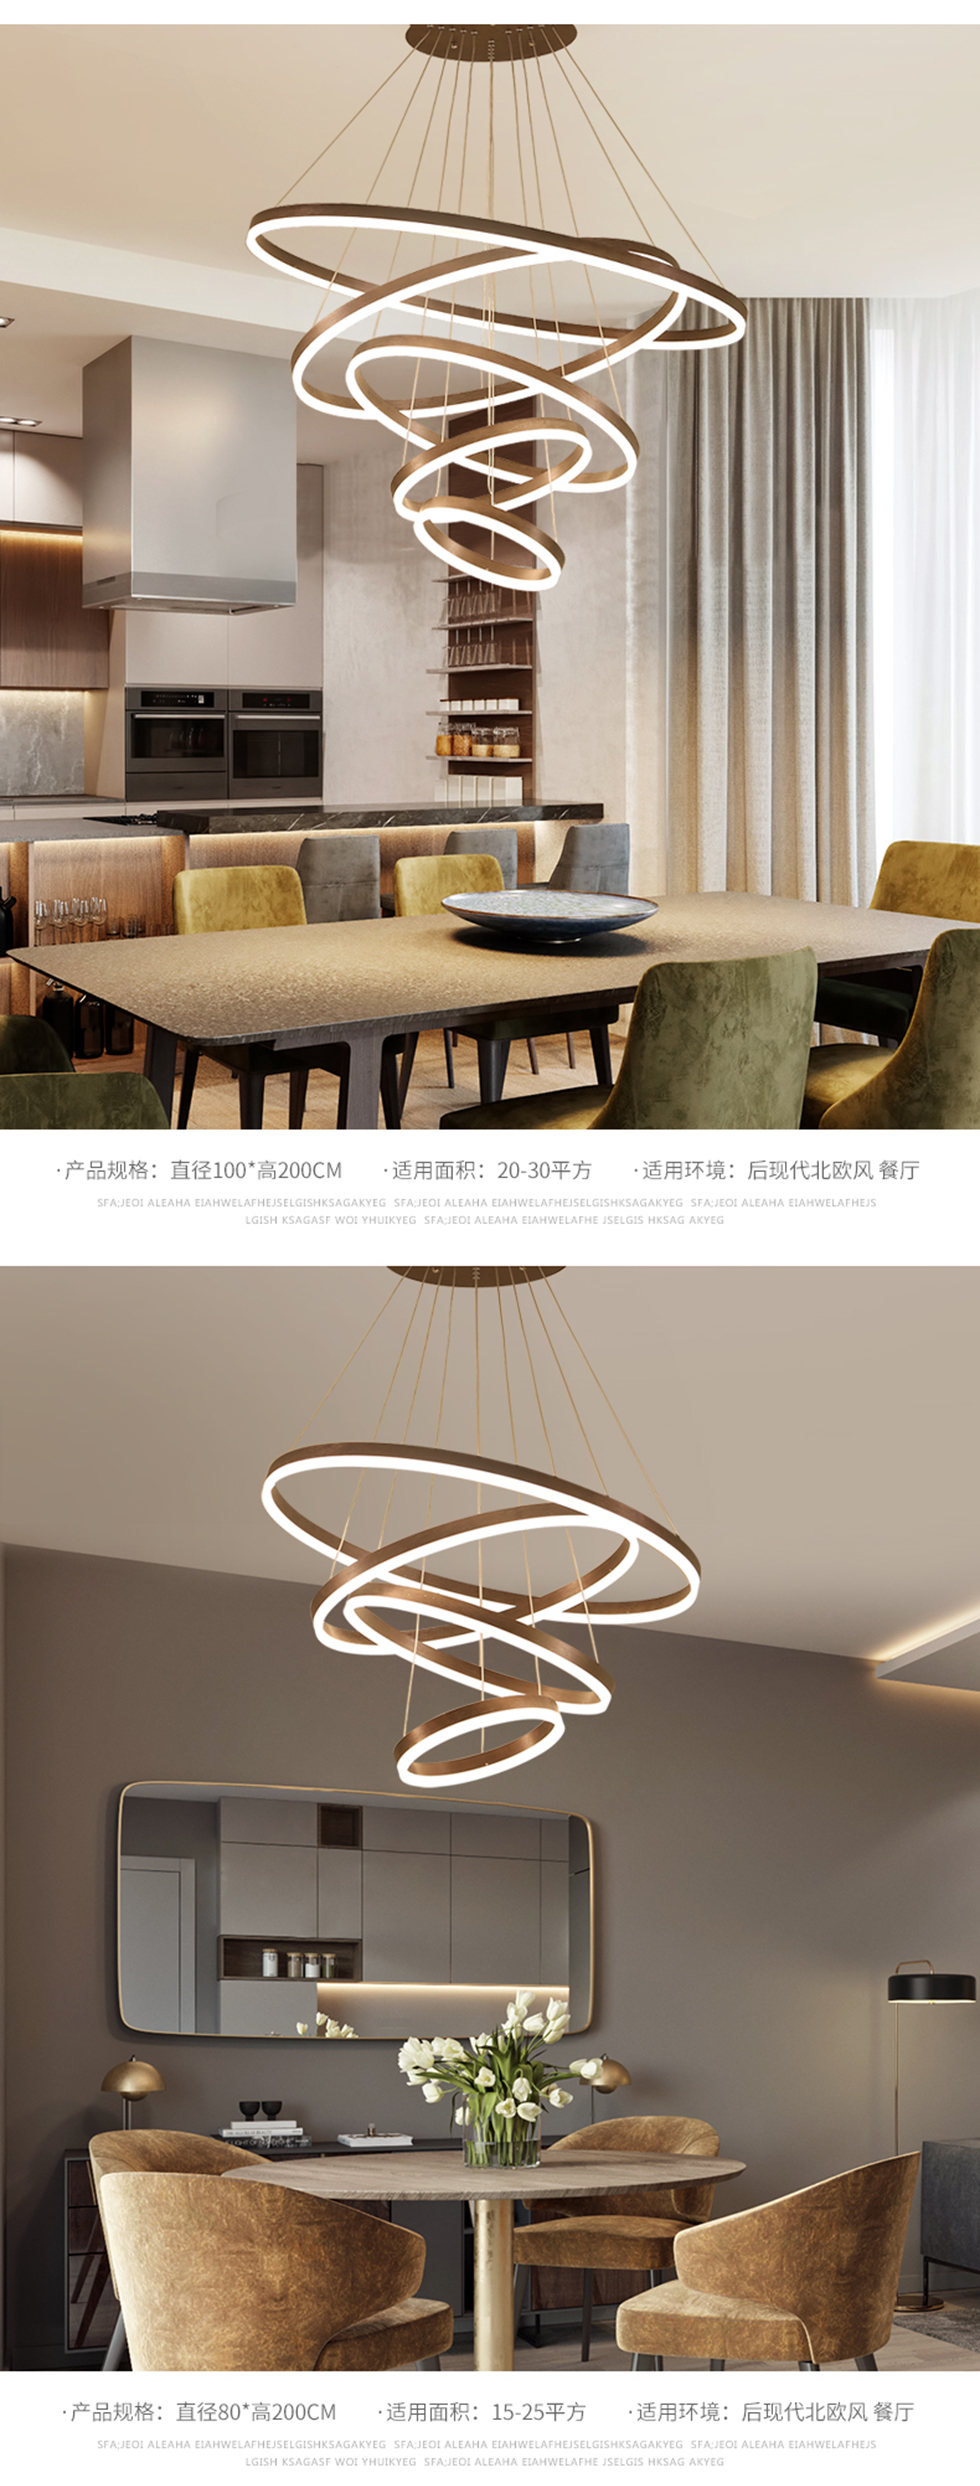 ·产品规格：直径100*高200CM ·适用面积：20-30平方 ·适用环境：后现代北欧风 餐厅
SFA;JEOI ALEAHA EIAHWELAFHEJSELGISHKSAGAKYEG SFA;JEOI ALEAHA EIAHWELAFHEJSELGISHKSAGAKYEG SFA;JEOI ALEAHA EIAHWELAFHEJS
LGISH KSAGASF WOI YHUIKYEG SFA;JEOI ALEAHA EIAHWELAFHE JSELGIS HKSAG AKYEG
·产品规格：直径80*高200CM ·适用面积：15-25平方 ·适用环境：后现代北欧风 餐厅
SFA;JEOI ALEAHA EIAHWELAFHEJSELGISHKSAGAKYEG SFA;JEOI ALEAHA EIAHWELAFHEJSELGISHKSAGAKYEG SFA;JEOI ALEAHA EIAHWELAFHEJS
LGISH KSAGASF WOI YHUIKYEG SFA;JEOI ALEAHA EIAHWELAFHE JSELGIS HKSAG AKYEG